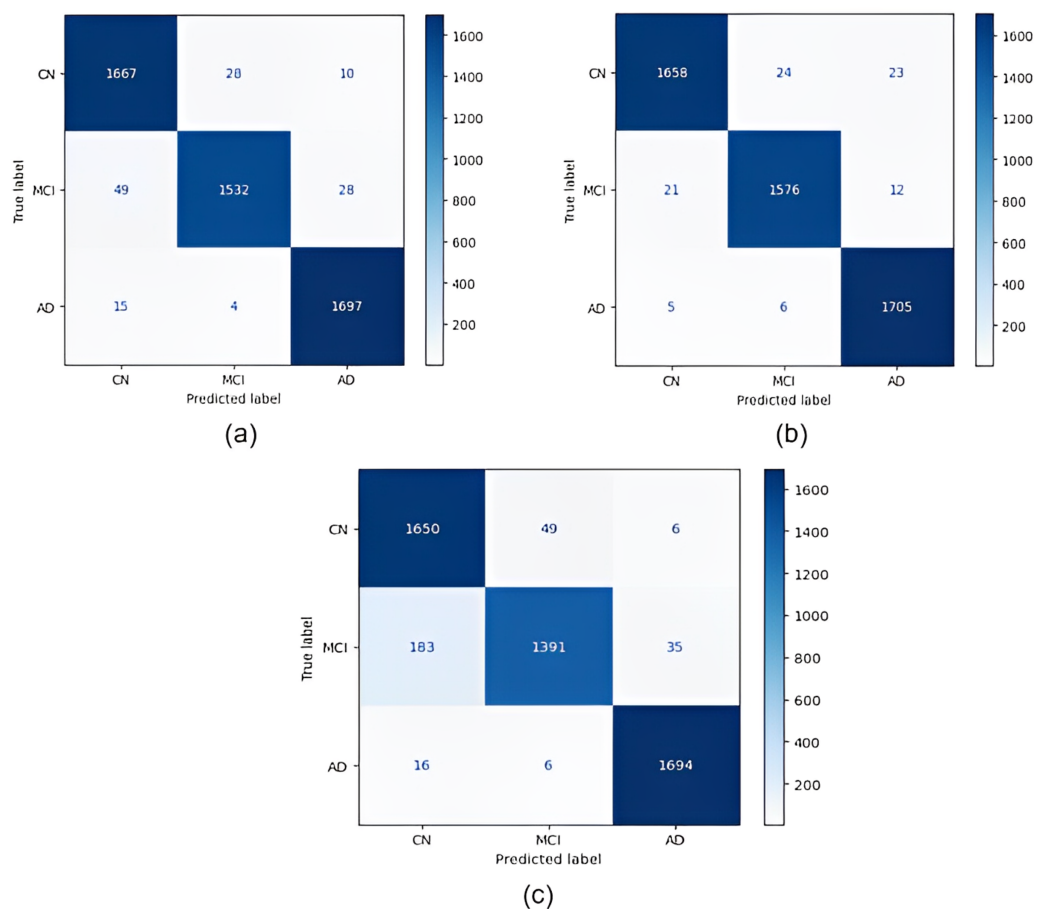 CN 1667 28 10
MCI 49 1532 28
AD 15 4 1697
CN MCI AD
Predicted label
True label
1600
1400
1200
1000
800
600
400
200
(a)
CN 1658 24 23
MCI 21 1576 12
AD 5 6 1705
CN MCI AD
Predicted label
True label
1600
1400
1200
1000
800
600
400
200
(b)
CN 1650 49 6
MCI 183 1391 35
AD 16 6 1694
CN MCI AD
Predicted label
True label
1600
1400
1200
1000
800
600
400
200
(c)